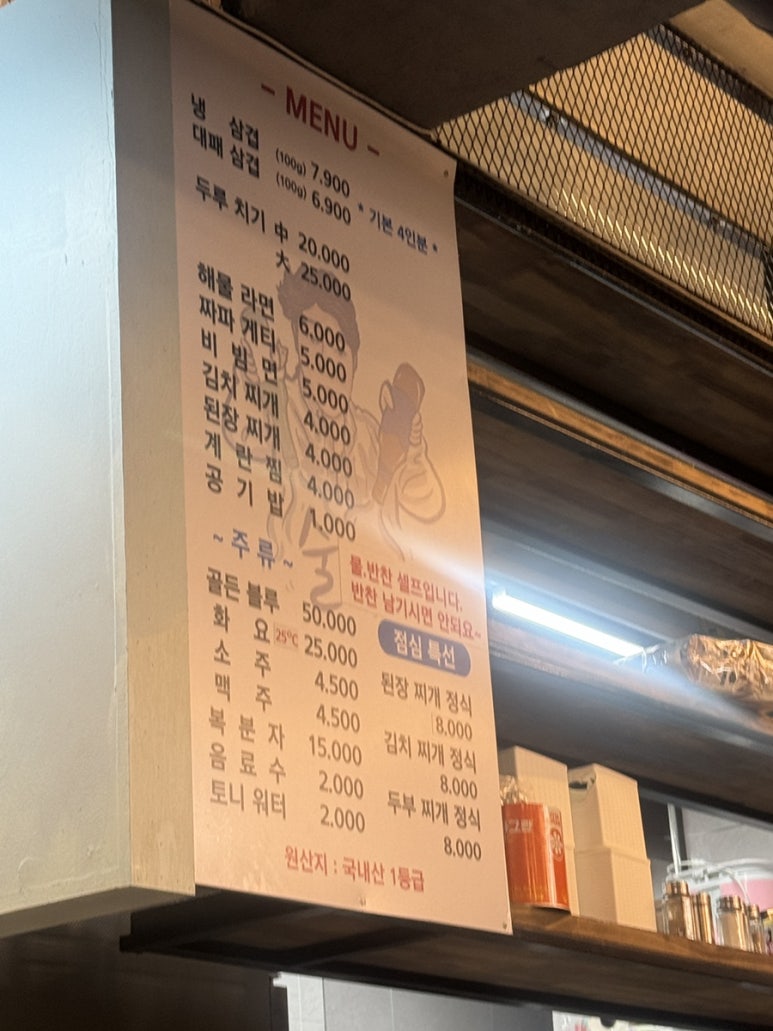 - MENU -
냉 삼겹 (100g) 7.900
대패 삼겹 (100g) 6.900
* 기본 4인분 *
두루 치기 中 20.000
大 25.000
해물 라면 6,000
짜파 게티 5.000
비 빔 면 5.000
김치 찌개 4.000
된장 찌개 4.000
계 란 찜 4.000
공 기 밥 1.000
~ 주류 ~
골든 블루 50.000
화 요 25℃ 25.000
소 주 4.500
맥 주 4.500
복 분 자 15.000
음 료 수 2.000
토니 워터 2.000
술
물.반찬 셀프입니다.
반찬 남기시면 안되요~
점심 특선
된장 찌개 정식
8,000
김치 찌개 정식
8.000
두부 찌개 정식
8.000
원산지 : 국내산 1등급